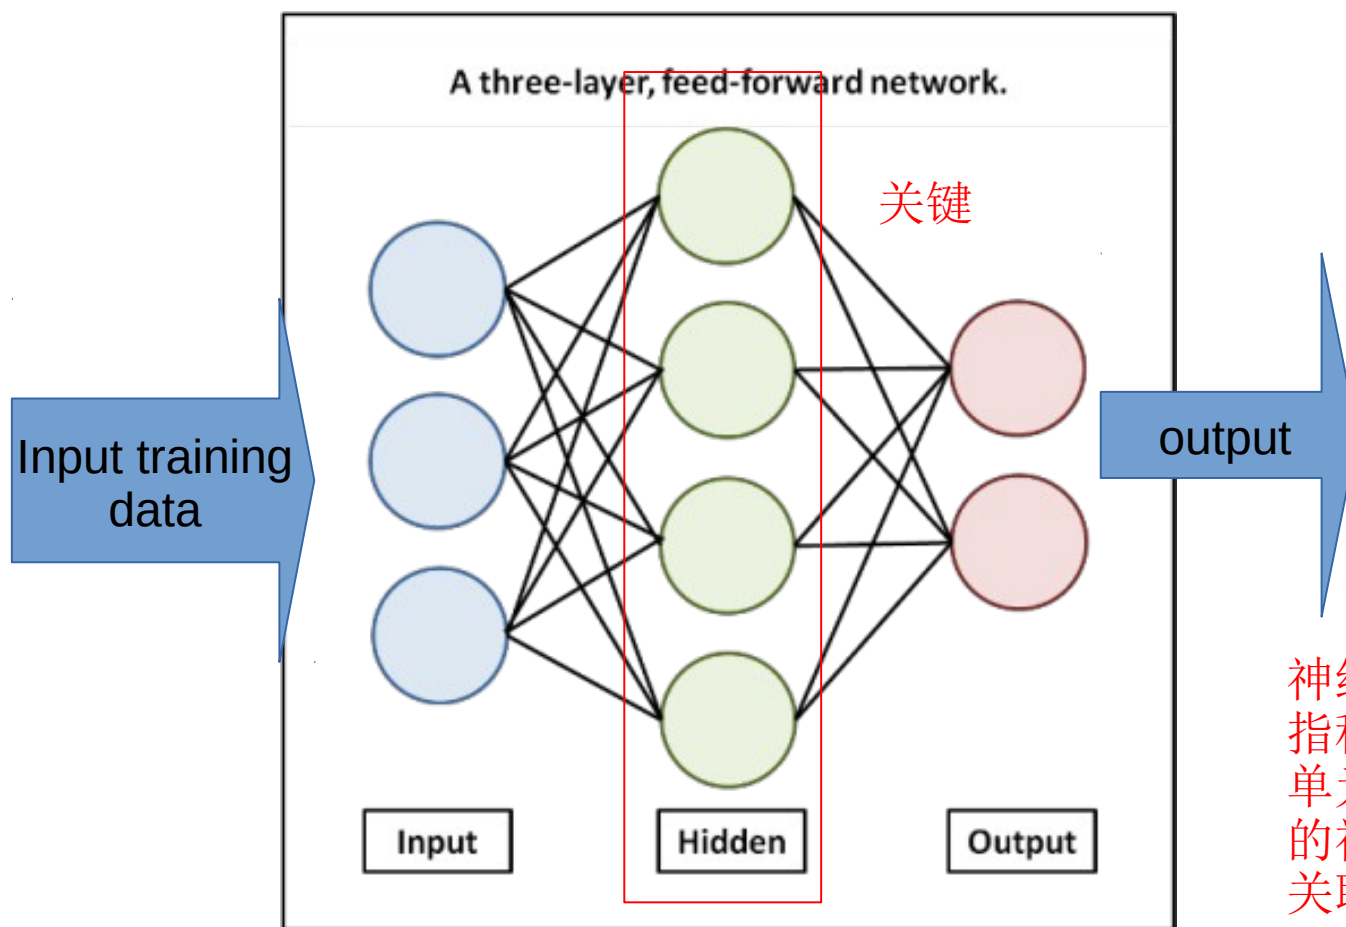 A three-layer, feed-forward network.
关键
Input training
data
output
神
指
单
的
关
Input
Hidden
Output